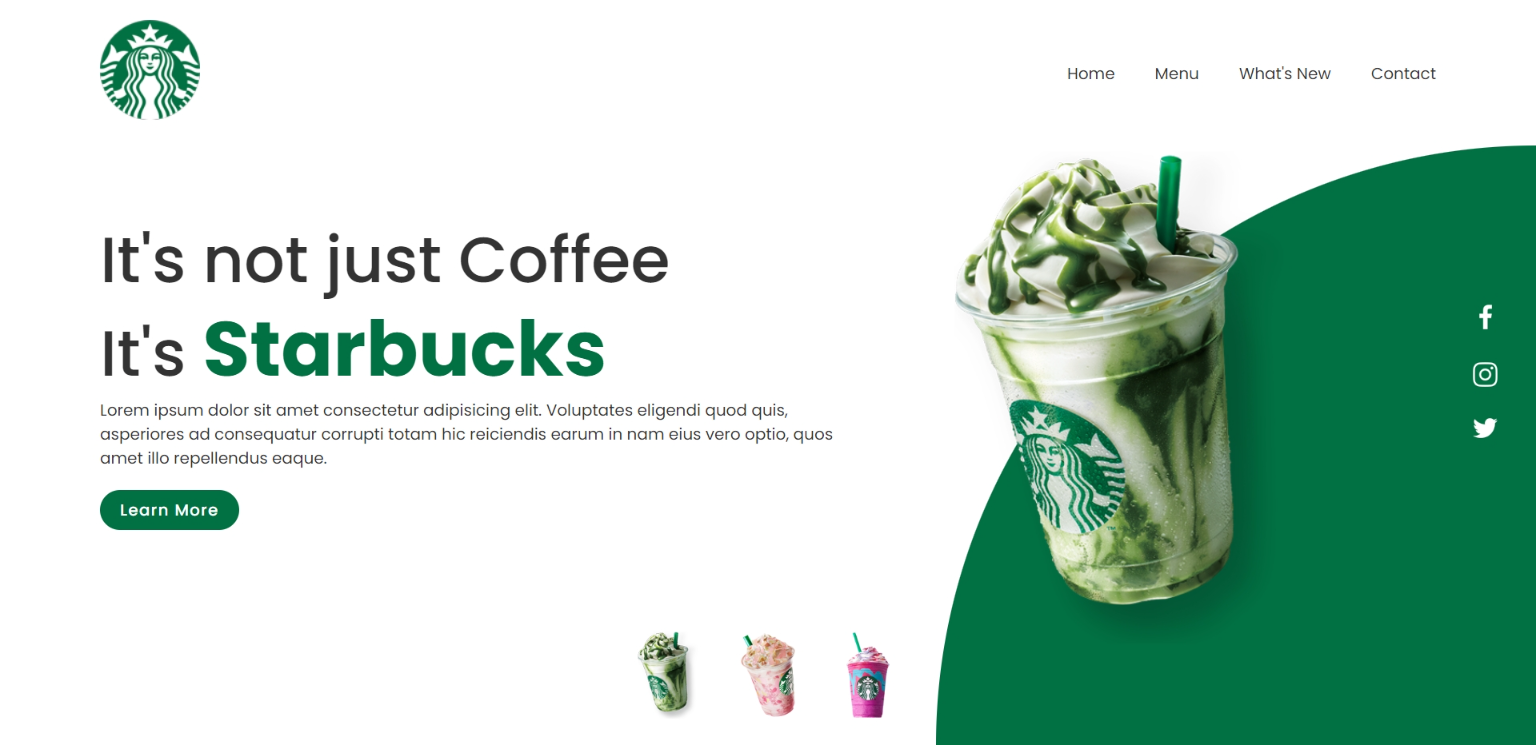 Home Menu What's New Contact
It's not just Coffee
It's Starbucks
Lorem ipsum dolor sit amet consectetur adipisicing elit. Voluptates eligendi quod quis,
asperiores ad consequatur corrupti totam hic reiciendis earum in nam eius vero optio, quos
amet illo repellendus eaque.
Learn More